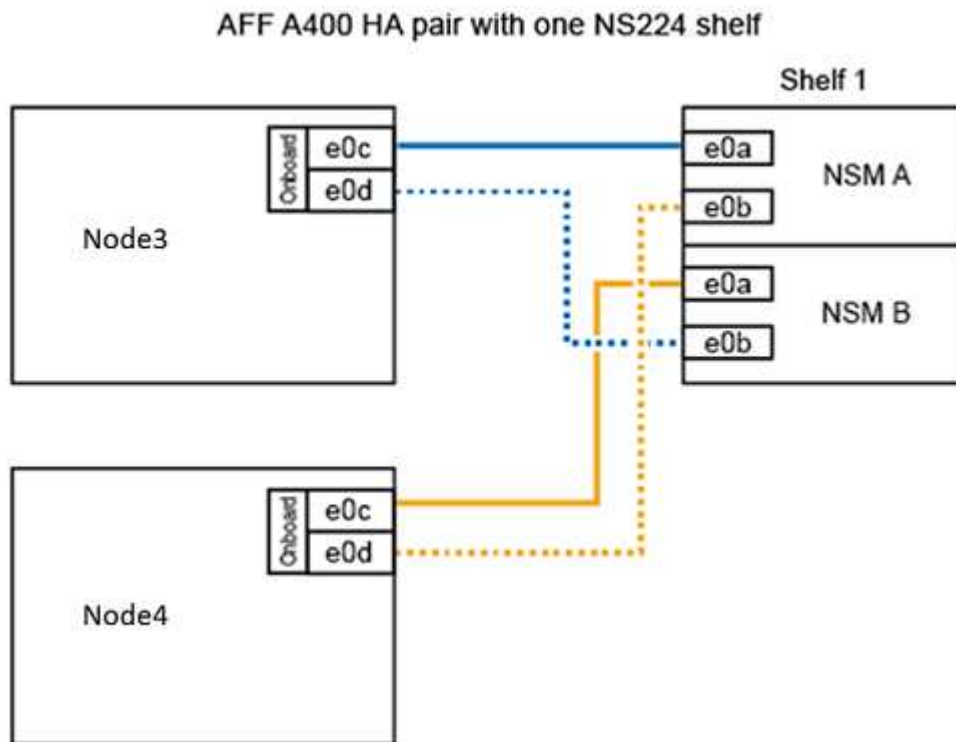 AFF A400 HA pair with one NS224 shelf
Shelf 1
Onboard
e0c
e0d
Node3
e0a
NSM A
e0b
e0a
NSM B
e0b
Onboard
e0c
e0d
Node4